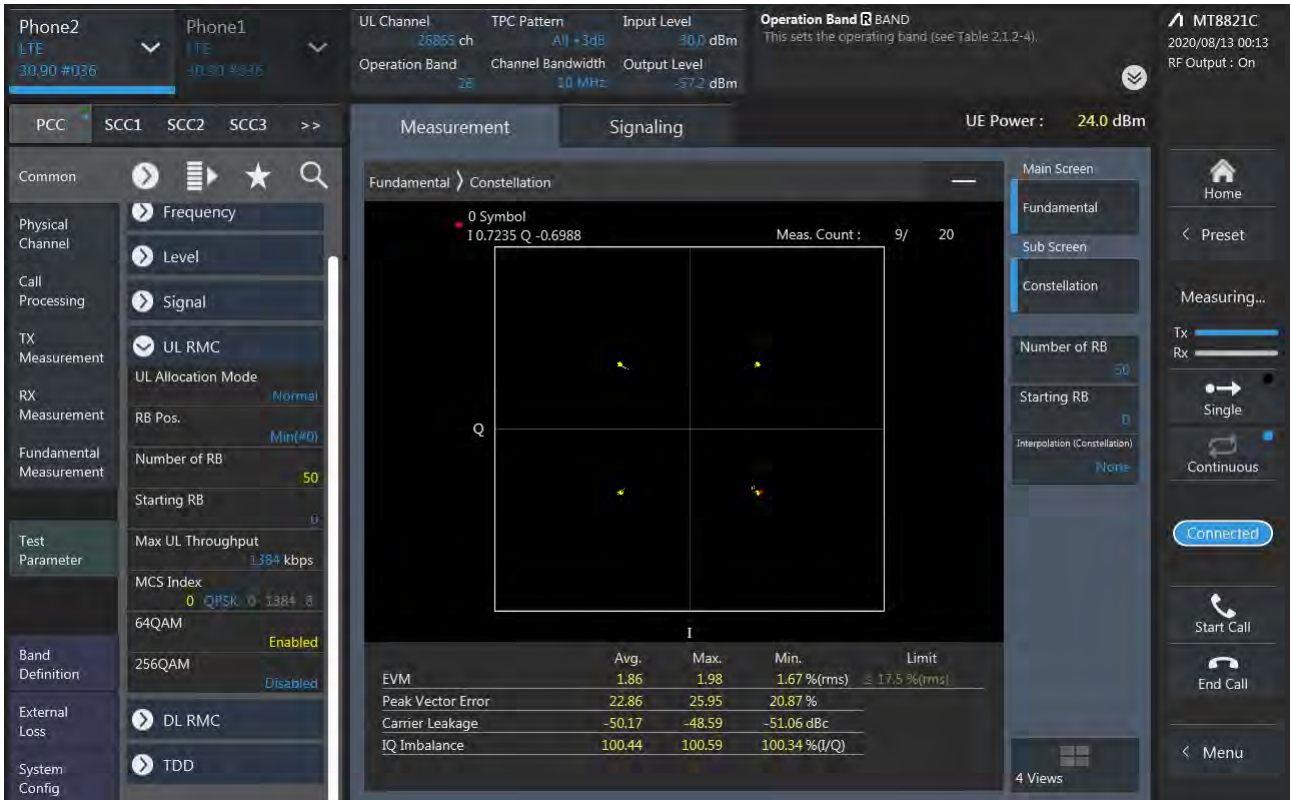 Phone2
LTE
30.90 #036
Phone1
LTE
UL Channel
26855 ch
TPC Pattern
All +3dB
Input Level
30.0 dBm
Operation Band
26
Channel Bandwidth
10 MHz
Output Level
-57.2 dBm
Operation Band R BAND
This sets the operating band (see Table 2.1.2-4).
MT8821C
2020/08/13 00:13
RF Output : On
PCC SCC1 SCC2 SCC3 >>
Measurement
Signaling
UE Power : 24.0 dBm
Common
Physical
Channel
Call
Processing
TX
Measurement
RX
Measurement
Fundamental
Measurement
Test
Parameter
Band
Definition
External
Loss
System
Config
Frequency
Level
Signal
UL RMC
UL Allocation Mode
Normal
RB Pos.
Min(#0)
Number of RB
50
Starting RB
0
Max UL Throughput
1384 kbps
MCS Index
0 QPSK 0 1384 8
64QAM
Enabled
256QAM
Disabled
DL RMC
TDD
Fundamental 〉 Constellation
0 Symbol
I 0.7235 Q -0.6988
Meas. Count : 9/ 20
Q
I
Avg. Max. Min. Limit
EVM 1.86 1.98 1.67 %(rms) ≤ 17.5 %(rms)
Peak Vector Error 22.86 25.95 20.87 %
Carrier Leakage -50.17 -48.59 -51.06 dBc
IQ Imbalance 100.44 100.59 100.34 %(I/Q)
Main Screen
Fundamental
Sub Screen
Constellation
Number of RB
50
Starting RB
0
Interpolation (Constellation)
None
4 Views
Home
< Preset
Measuring...
Tx
Rx
Single
Continuous
Connected
Start Call
End Call
< Menu